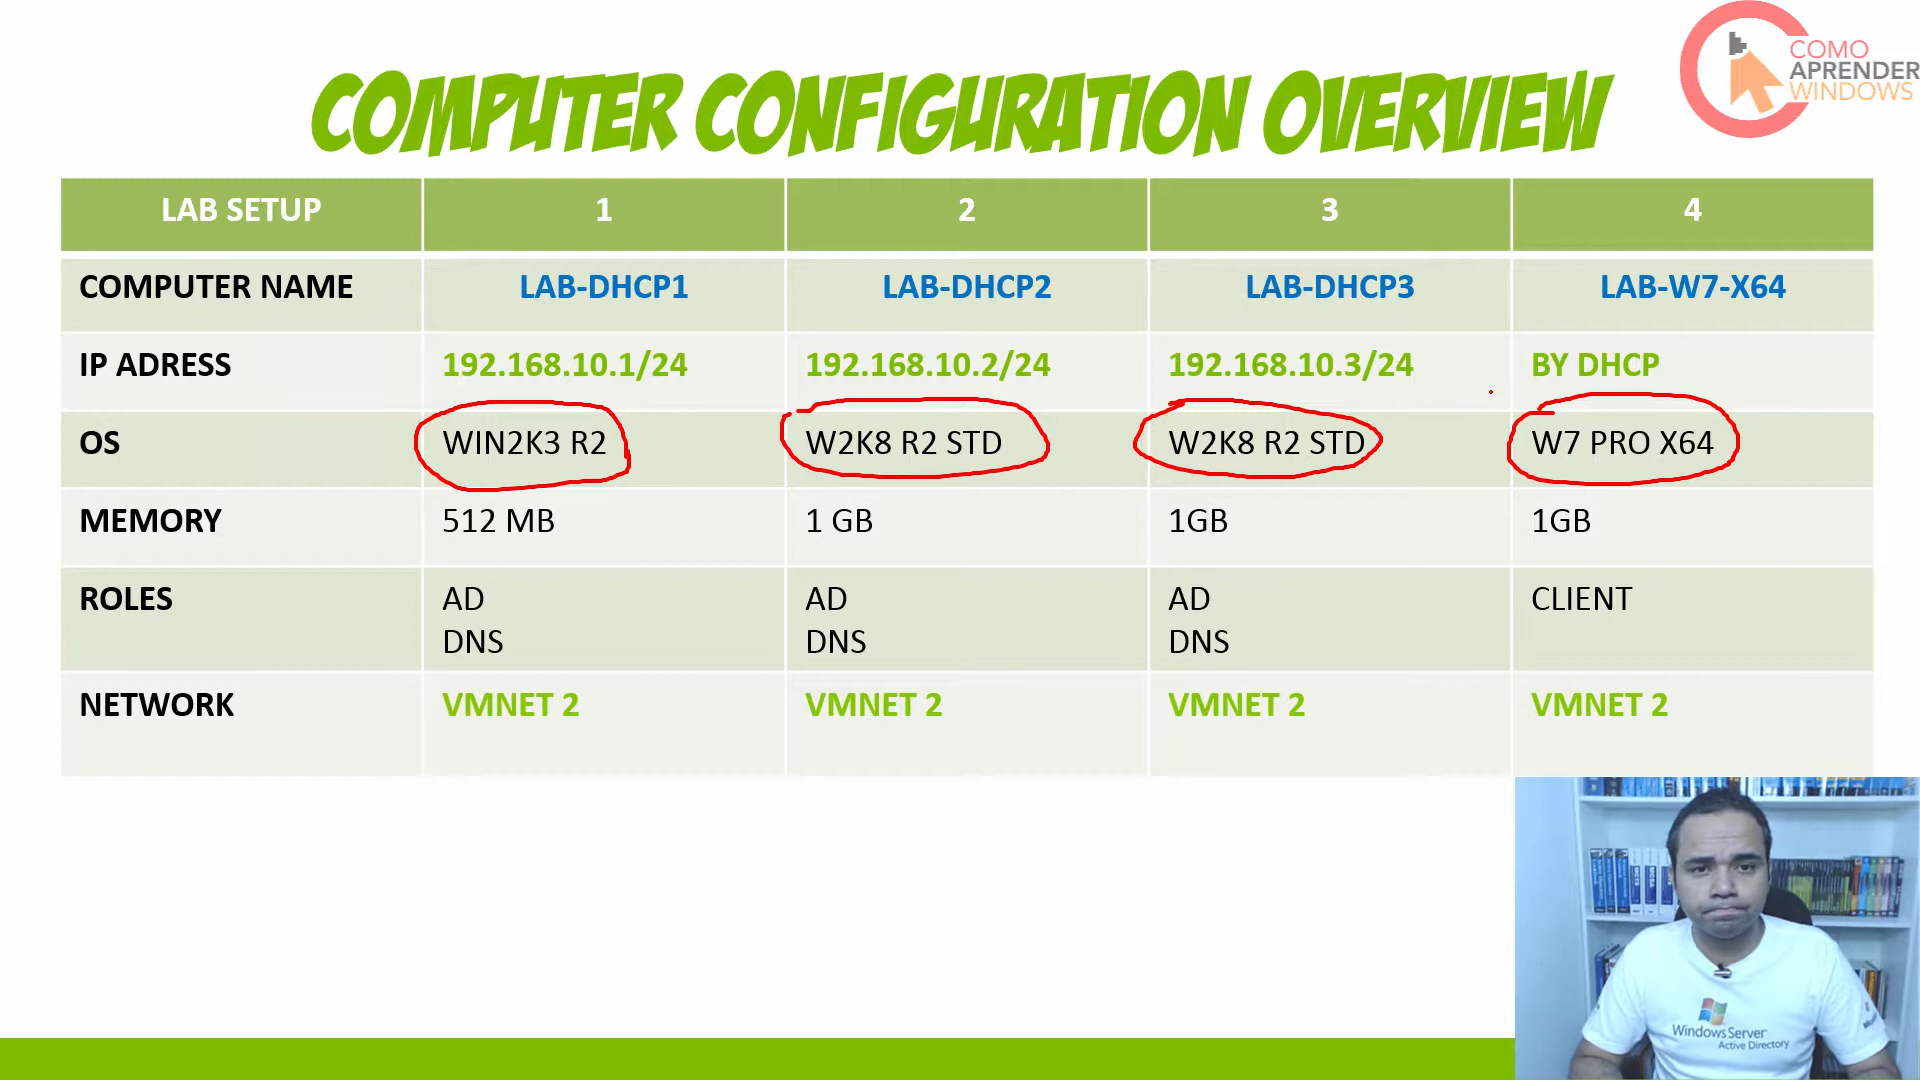 COMO
APRENDER
WINDOWS
COMPUTER CONFIGURATION OVERVIEW
LAB SETUP 1 2 3 4
COMPUTER NAME LAB-DHCP1 LAB-DHCP2 LAB-DHCP3 LAB-W7-X64
IP ADRESS 192.168.10.1/24 192.168.10.2/24 192.168.10.3/24 BY DHCP
OS WIN2K3 R2 W2K8 R2 STD W2K8 R2 STD W7 PRO X64
MEMORY 512 MB 1 GB 1GB 1GB
ROLES AD AD AD CLIENT
DNS DNS DNS
NETWORK VMNET 2 VMNET 2 VMNET 2 VMNET 2
Windows Server
Active Directory